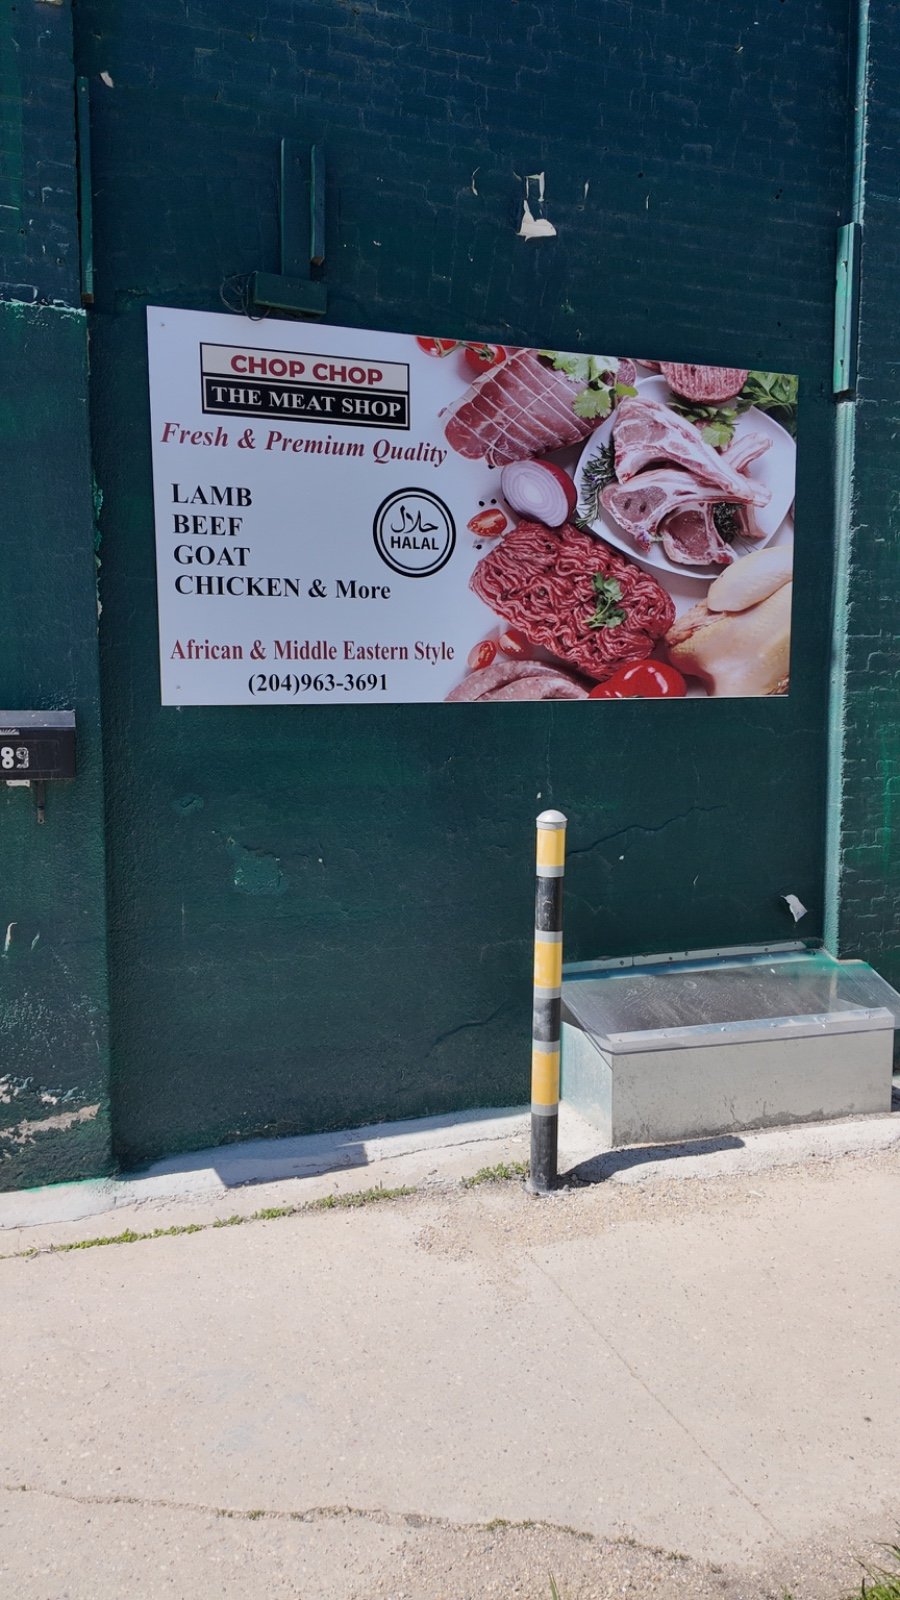 CHOP CHOP
THE MEAT SHOP
Fresh & Premium Quality
LAMB
BEEF
GOAT
CHICKEN & More
حلال
HALAL
African & Middle Eastern Style
(204)963-3691
89